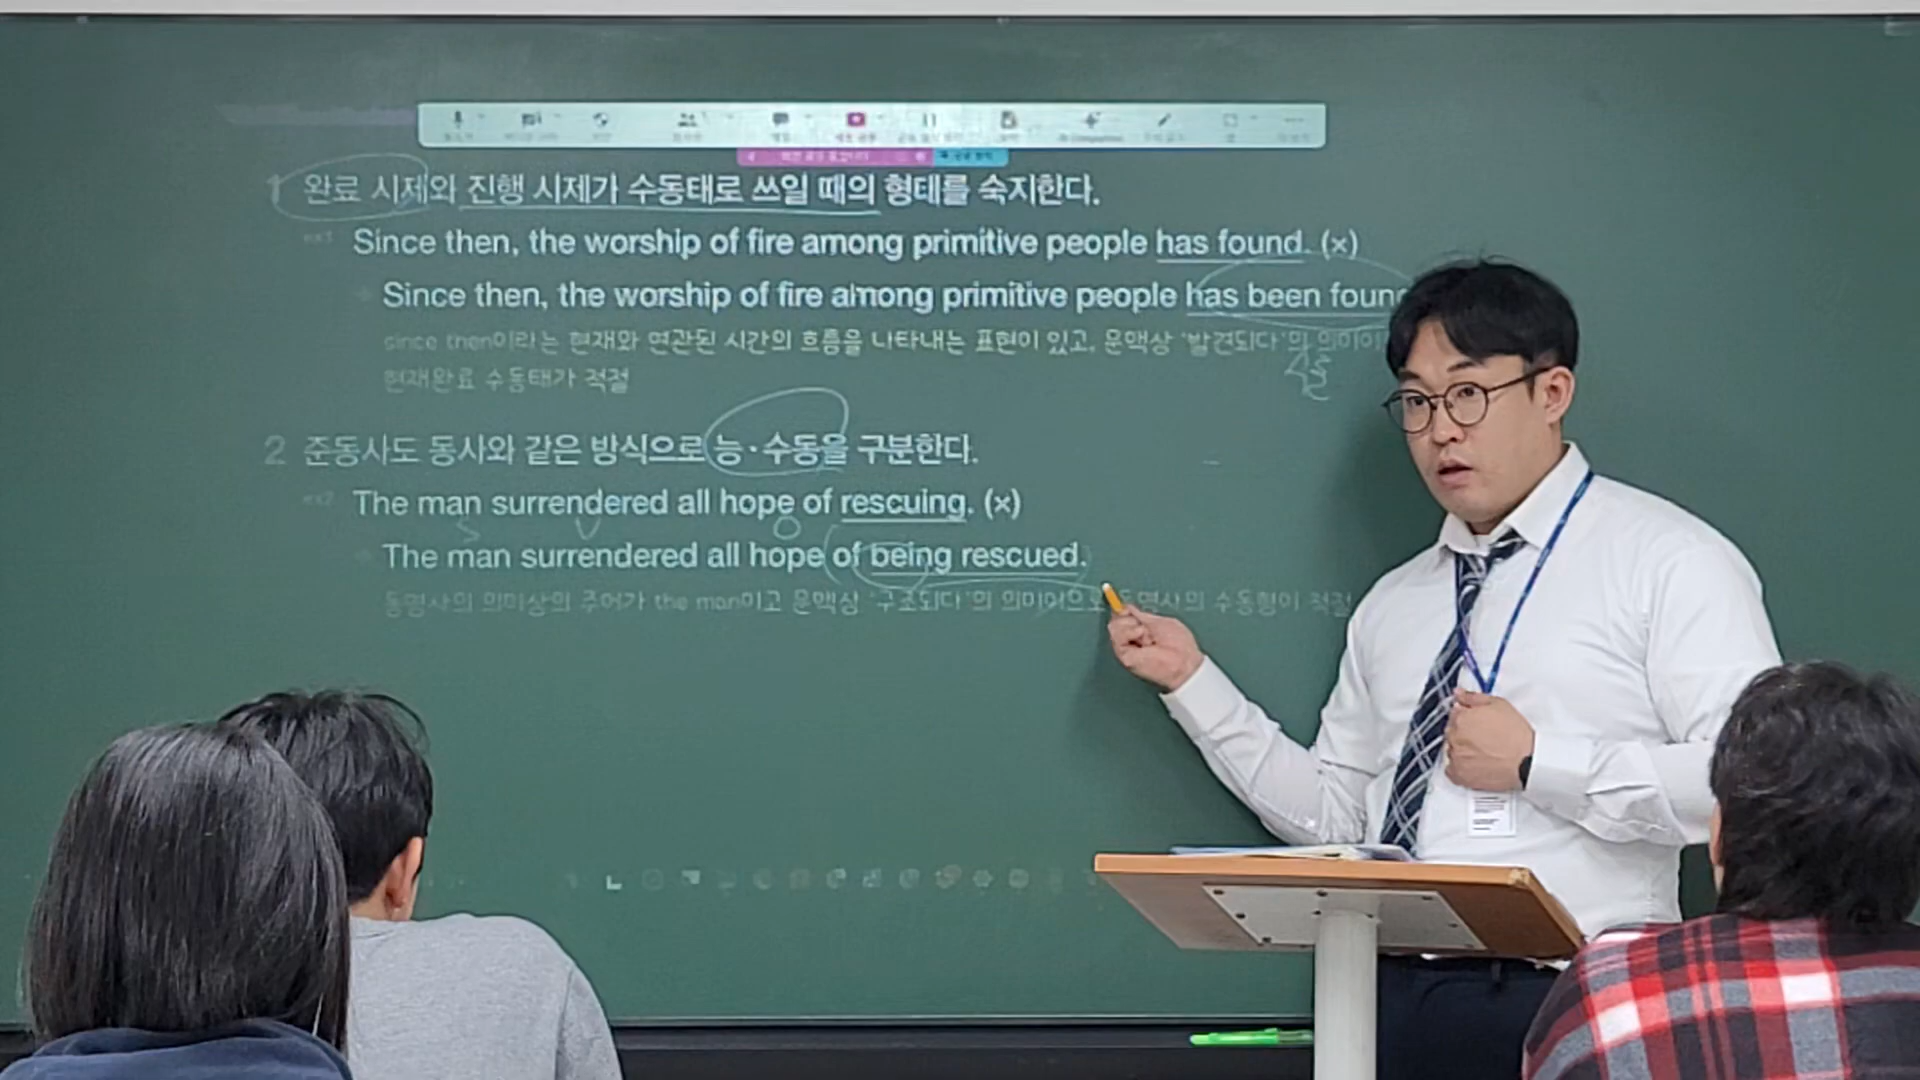 1 완료 시제와 진행 시제가 수동태로 쓰일 때의 형태를 숙지한다.
ex1 Since then, the worship of fire among primitive people has found. (×)
Since then, the worship of fire among primitive people has been foun
since then이라는 현재와 연관된 시간의 흐름을 나타내는 표현이 있고, 문맥상 '발견되다'의 의미이
현재완료 수동태가 적절
2 준동사도 동사와 같은 방식으로 능·수동을 구분한다.
ex2 The man surrendered all hope of rescuing. (×)
S V O
The man surrendered all hope of being rescued.
동명사의 의미상의 주어가 the man이고 문맥상 '구조되다'의 의미이므로 동명사의 수동형이 적절